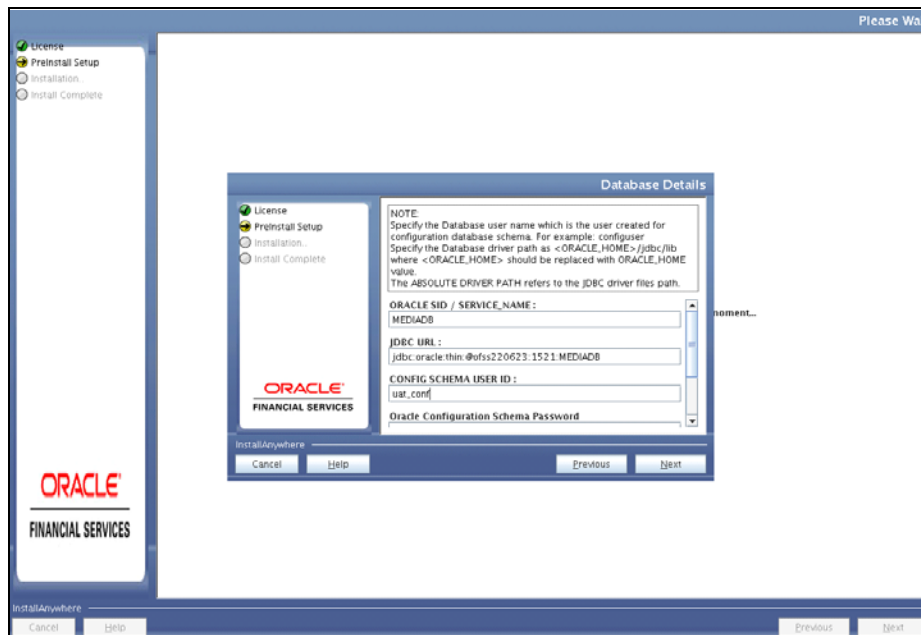 Please Wa
License
PreInstall Setup
Installation..
Install Complete
Database Details
License
PreInstall Setup
Installation..
Install Complete
NOTE:
Specify the Database user name which is the user created for
configuration database schema. For example: configuser
Specify the Database driver path as <ORACLE_HOME>/jdbc/lib
where <ORACLE_HOME> should be replaced with ORACLE_HOME
value.
The ABSOLUTE DRIVER PATH refers to the JDBC driver files path.
ORACLE SID / SERVICE_NAME :
MEDIADB
JDBC URL :
jdbc:oracle:thin:@ofss220623:1521:MEDIADB
CONFIG SCHEMA USER ID :
uat_conf
Oracle Configuration Schema Password
moment...
ORACLE
FINANCIAL SERVICES
InstallAnywhere
Cancel
Help
Previous
Next
ORACLE
FINANCIAL SERVICES
InstallAnywhere
Cancel
Help
Previous
Next